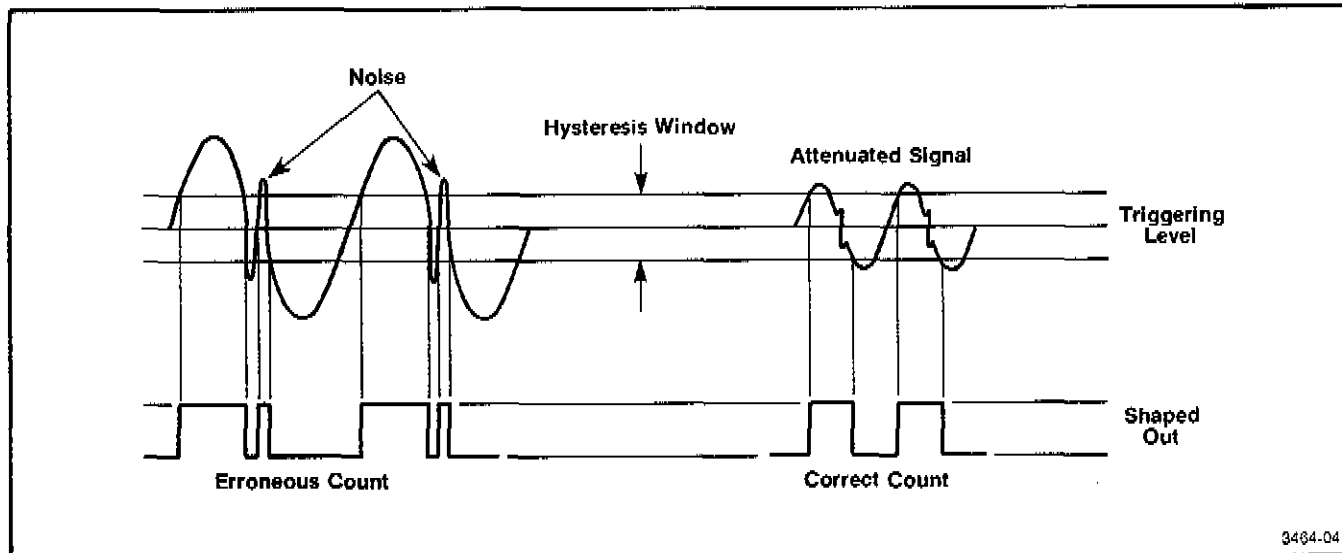 Noise
Hysteresis Window
Attenuated Signal
Triggering
Level
Shaped
Out
Erroneous Count
Correct Count
3464-04